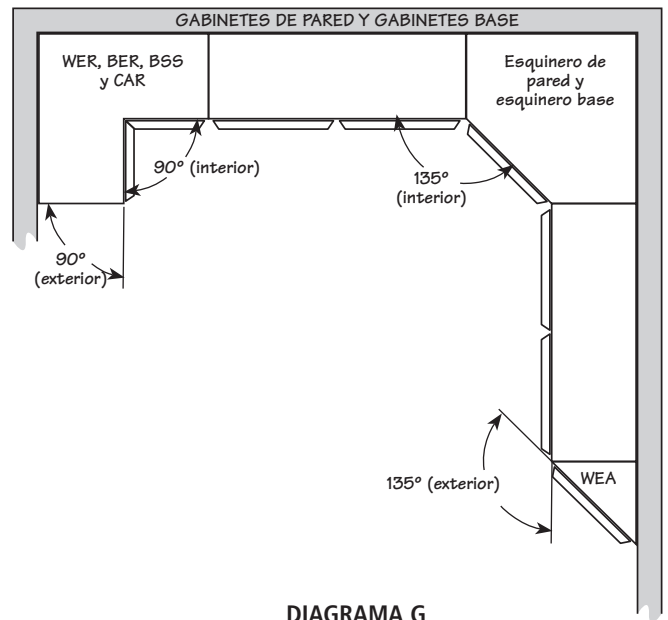 GABINETES DE PARED Y GABINETES BASE
WER, BER, BSS
y CAR
Esquinero de
pared y
esquinero base
90º (interior)
135º
(interior)
90º
(exterior)
135º (exterior)
WEA
DIAGRAMA G